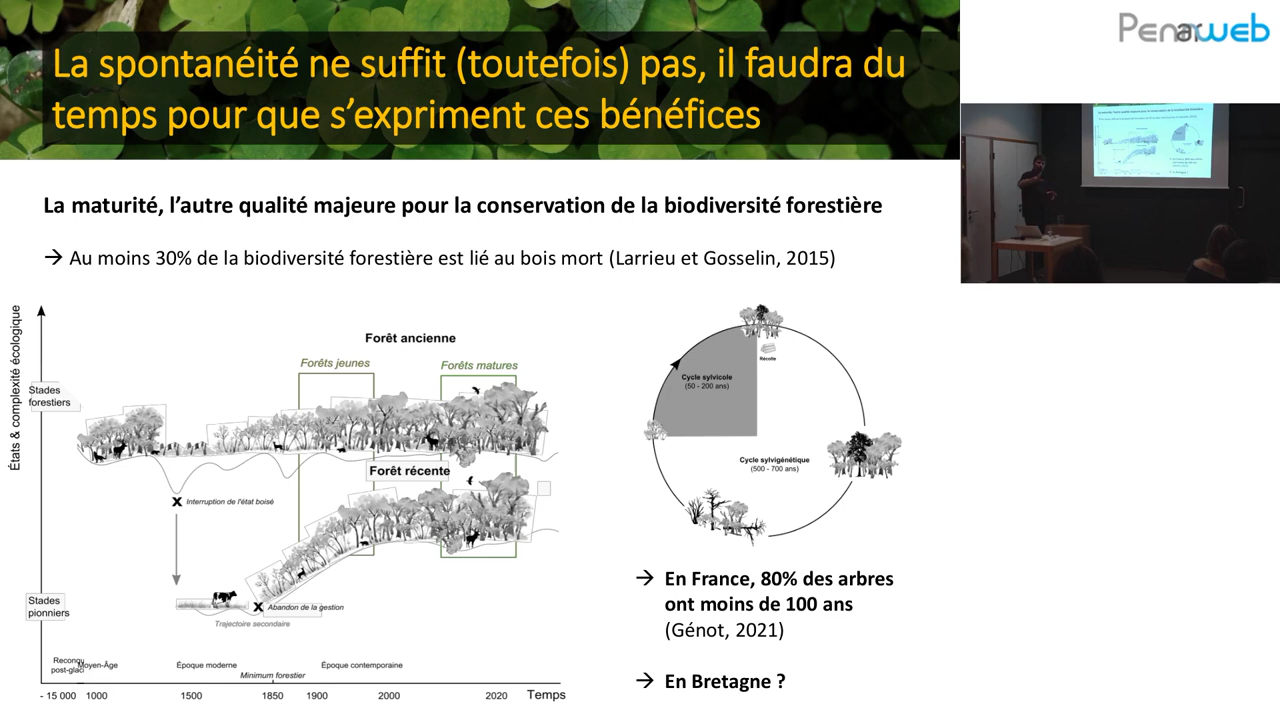 La spontanéité ne suffit (toutefois) pas, il faudra du
temps pour que s'expriment ces bénéfices
Penarweb
La maturité, l'autre qualité majeure pour la conservation de la biodiversité forestière
→ Au moins 30% de la biodiversité forestière est lié au bois mort (Larrieu et Gosselin, 2015)
États & complexité écologique
Forêt ancienne
Forêts jeunes
Forêts matures
Stades
forestiers
Forêt récente
X Interruption de l'état boisé
Stades
pionniers
X Abandon de la gestion
Trajectoire secondaire
Moyen-Âge
Époque moderne
Époque contemporaine
Minimum forestier
- 15 000
1000
1500
1850
1900
2000
2020
Temps
Récolte
Cycle sylvicole
(50 - 200 ans)
Cycle sylvigénétique
(500 - 700 ans)
→ En France, 80% des arbres
ont moins de 100 ans
(Génot, 2021)
→ En Bretagne ?